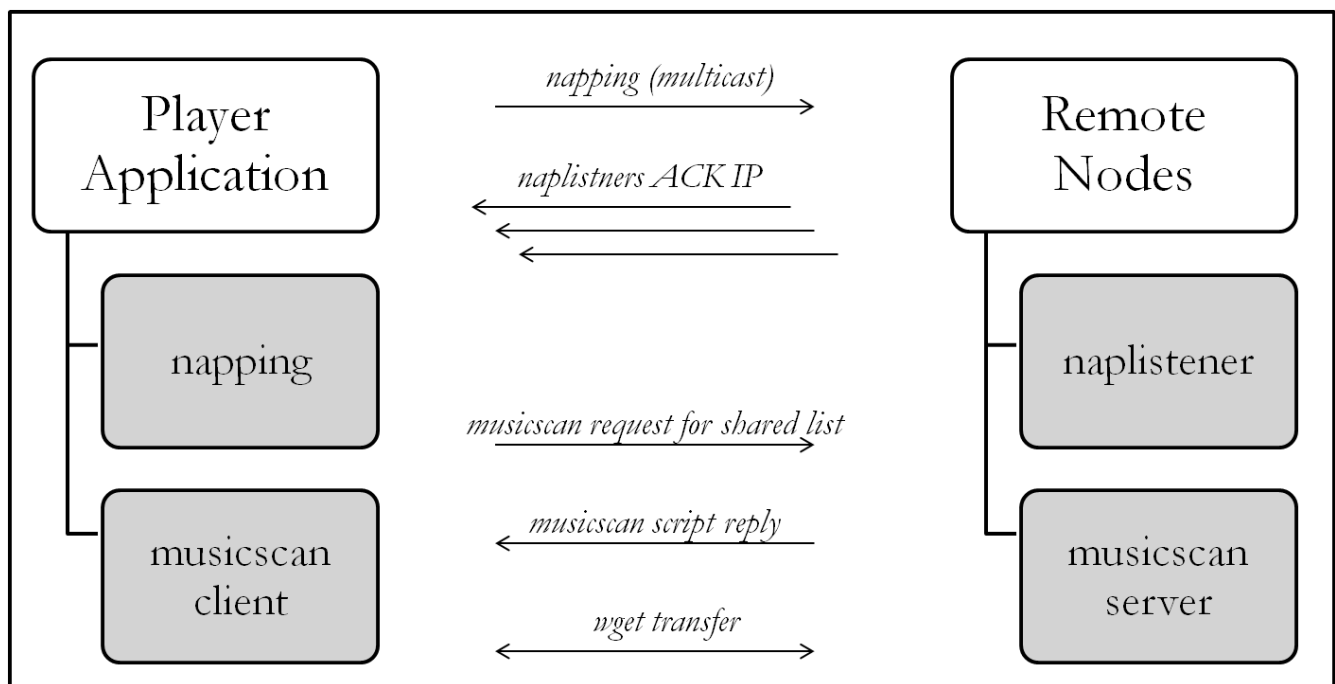 Player
Application
napping
musicscan
client
napping (multicast)
naplistners ACK IP
musicscan request for shared list
musicscan script reply
wget transfer
Remote
Nodes
naplistener
musicscan
server